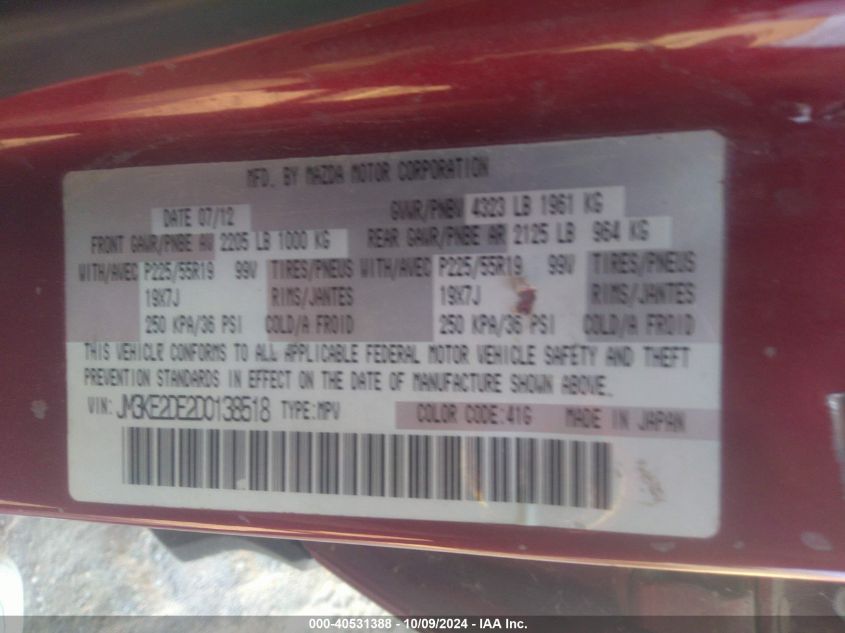 MFD. BY MAZDA MOTOR CORPORATION
DATE 07/12 GVWR/PNBV 4323 LB 1961 KG
FRONT GAWR/PNBE AV 2205 LB 1000 KG REAR GAWR/PNBE AR 2125 LB 964 KG
WITH/AVEC P225/55R19 99V TIRES/PNEUS WITH/AVEC P225/55R19 99V TIRES/PNEUS
19X7J RIMS/JANTES 19X7J RIMS/JANTES
250 KPA/36 PSI COLD/A FROID 250 KPA/36 PSI COLD/A FROID
THIS VEHICLE CONFORMS TO ALL APPLICABLE FEDERAL MOTOR VEHICLE SAFETY AND THEFT
PREVENTION STANDARDS IN EFFECT ON THE DATE OF MANUFACTURE SHOWN ABOVE.
VIN: JM3KE2DE2D0138518 TYPE:MPV COLOR CODE:41G MADE IN JAPAN
000-40531388 - 10/09/2024 - IAA Inc.